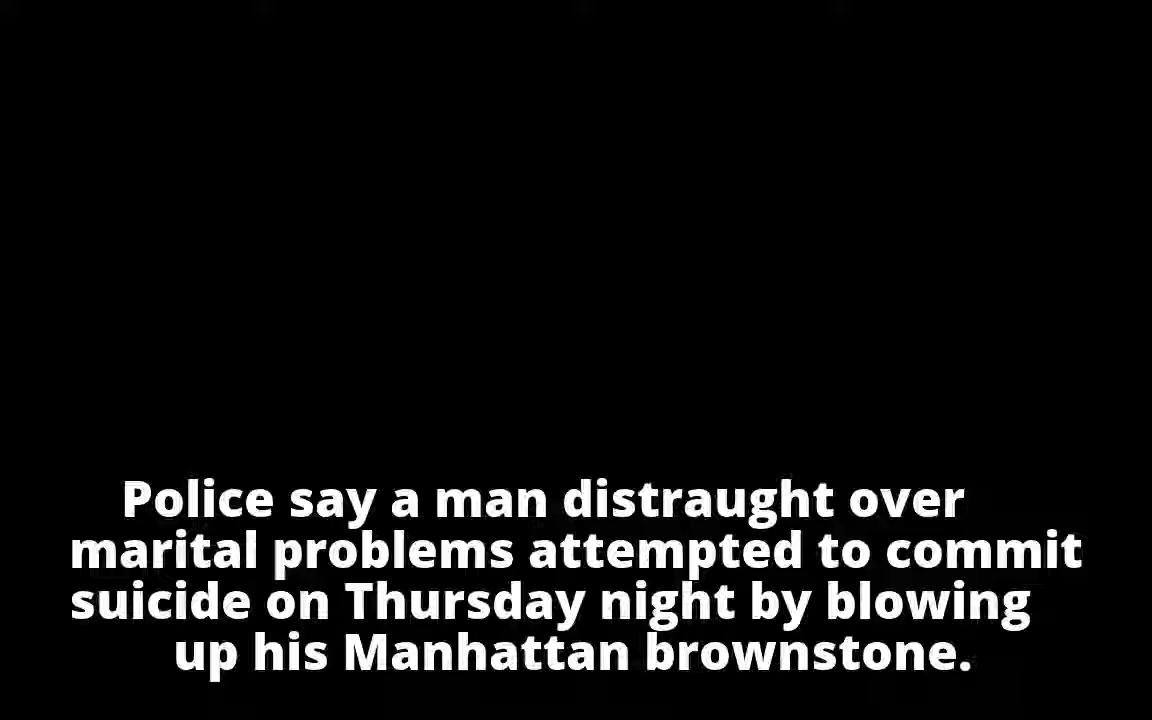 Police say a man distraught over
marital problems attempted to commit
suicide on Thursday night by blowing
up his Manhattan brownstone.